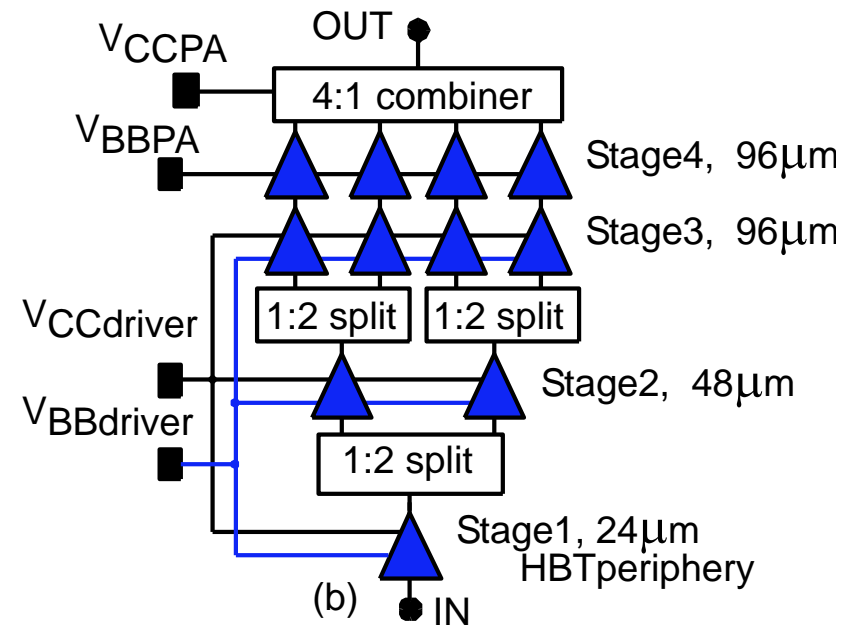 OUT
VCCPA
4:1 combiner
VBBPA
Stage4, 96μm
Stage3, 96μm
1:2 split 1:2 split
VCCdriver
Stage2, 48μm
VBBdriver
1:2 split
Stage1, 24μm
HBTperiphery
(b)
IN